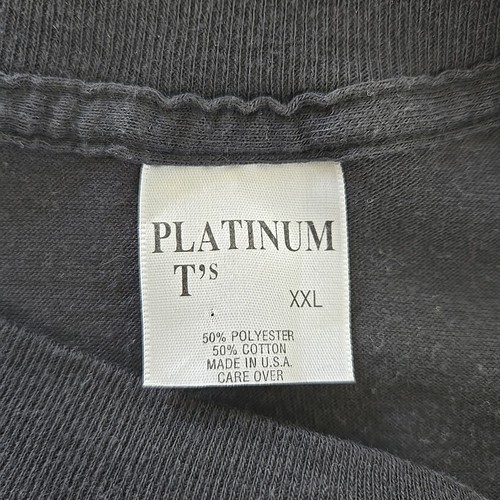 PLATINUM
T's
XXL
50% POLYESTER
50% COTTON
MADE IN U.S.A.
CARE OVER